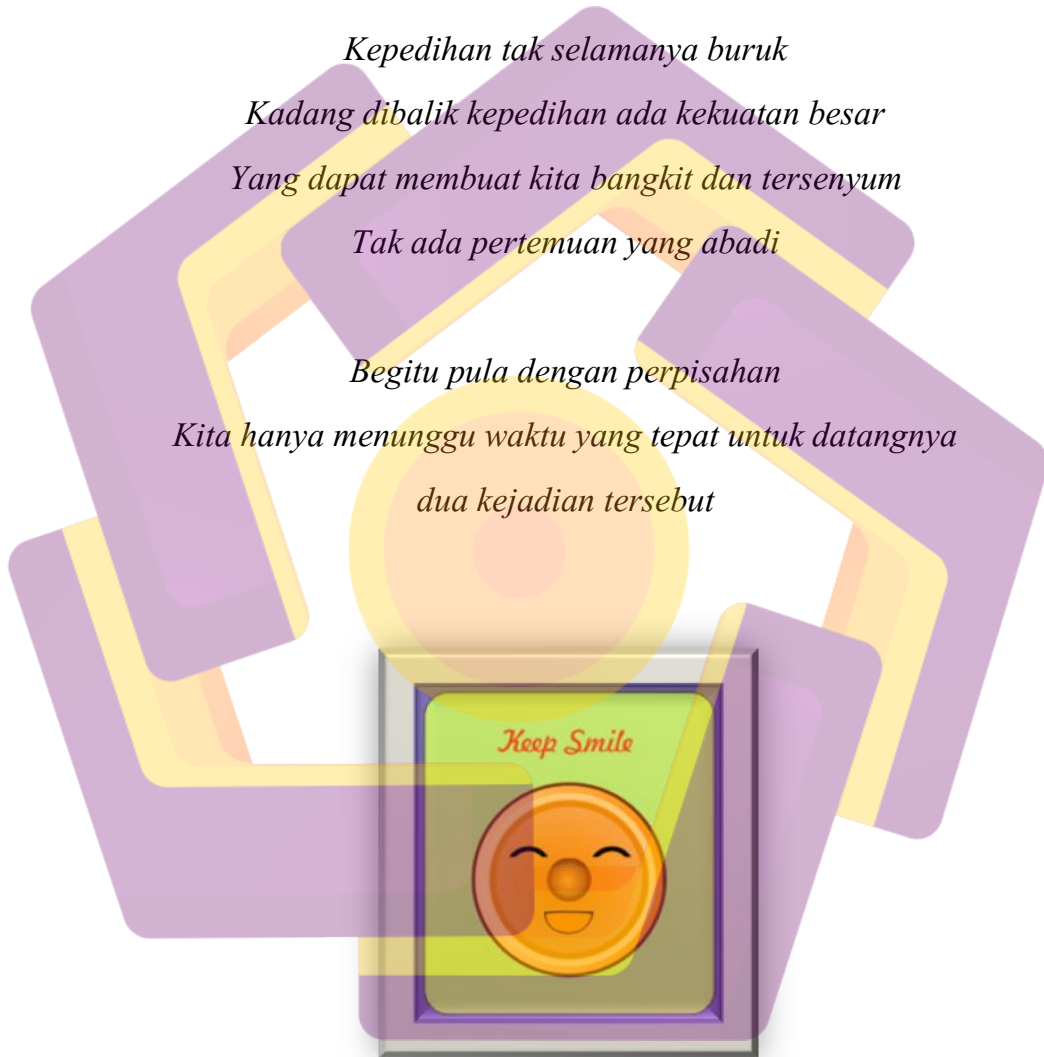 Kepedihan tak selamanya buruk
Kadang dibalik kepedihan ada kekuatan besar
Yang dapat membuat kita bangkit dan tersenyum
Tak ada pertemuan yang abadi
Begitu pula dengan perpisahan
Kita hanya menunggu waktu yang tepat untuk datangnya
dua kejadian tersebut
Keep Smile